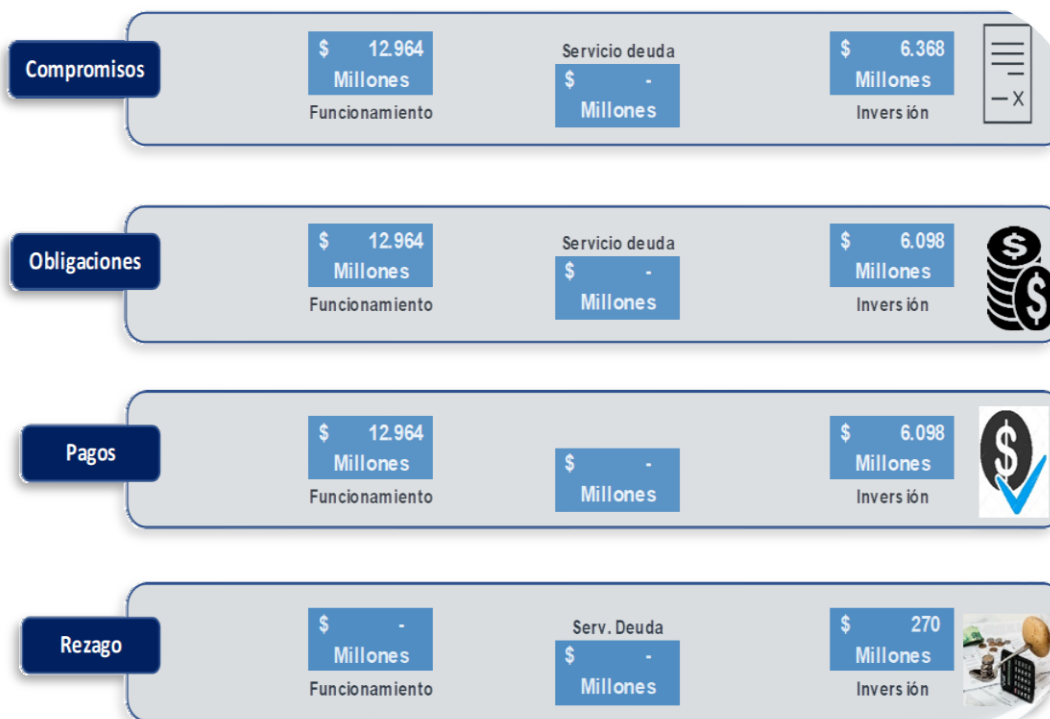 Compromisos
$ 12.964
Millones
Funcionamiento
Servicio deuda
$ -
Millones
$ 6.368
Millones
Inversión
— X
Obligaciones
$ 12.964
Millones
Funcionamiento
Servicio deuda
$ -
Millones
$ 6.098
Millones
Inversión
$
$
Pagos
$ 12.964
Millones
Funcionamiento
$ -
Millones
$ 6.098
Millones
Inversión
$
Rezago
$ -
Millones
Funcionamiento
Serv. Deuda
$ -
Millones
$ 270
Millones
Inversión